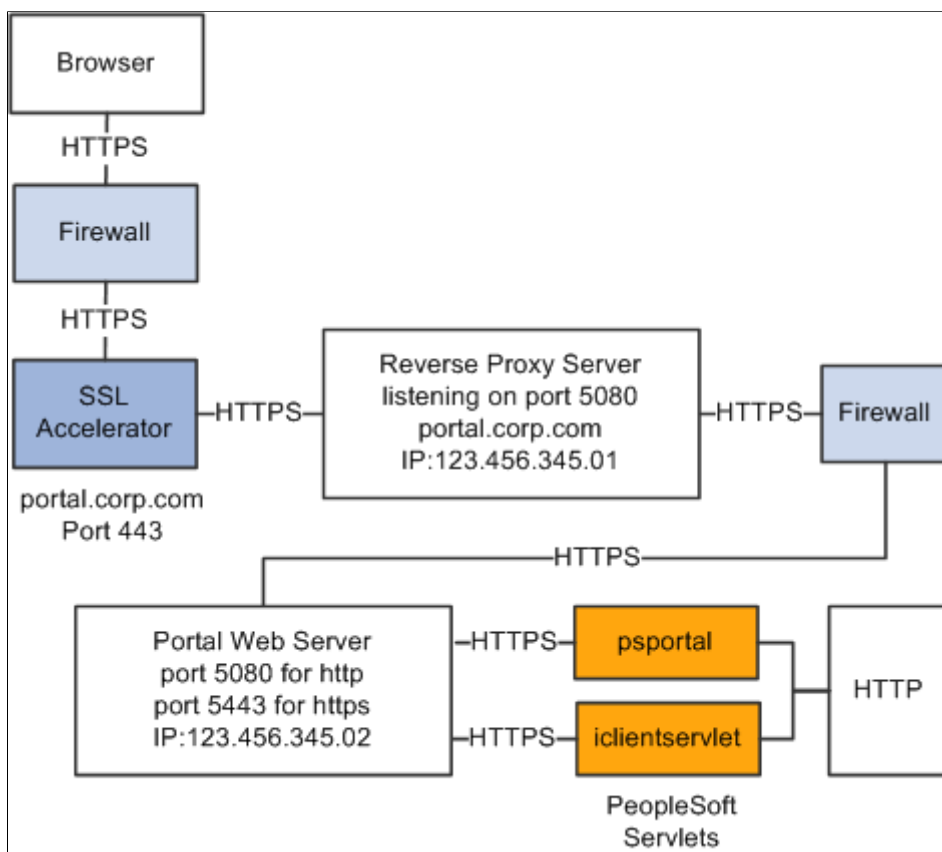 Browser
HTTPS
Firewall
HTTPS
SSL
Accelerator
portal.corp.com
Port 443
HTTPS
Reverse Proxy Server
listening on port 5080
portal.corp.com
IP:123.456.345.01
HTTPS
Firewall
HTTPS
Portal Web Server
port 5080 for http
port 5443 for https
IP:123.456.345.02
HTTPS
psportal
HTTPS
iclientservlet
PeopleSoft
Servlets
HTTP